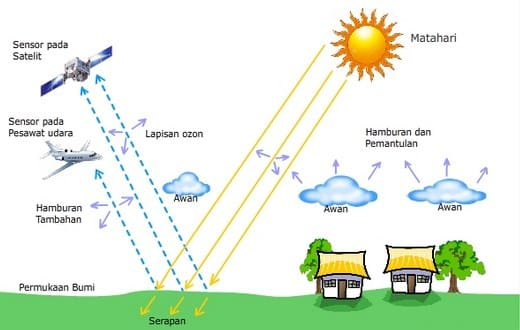 Sensor pada
Satelit
Matahari
Sensor pada
Pesawat udara
Lapisan ozon
Hamburan dan
Pemantulan
Hamburan
Tambahan
Awan
Awan
Awan
Permukaan Bumi
Serapan